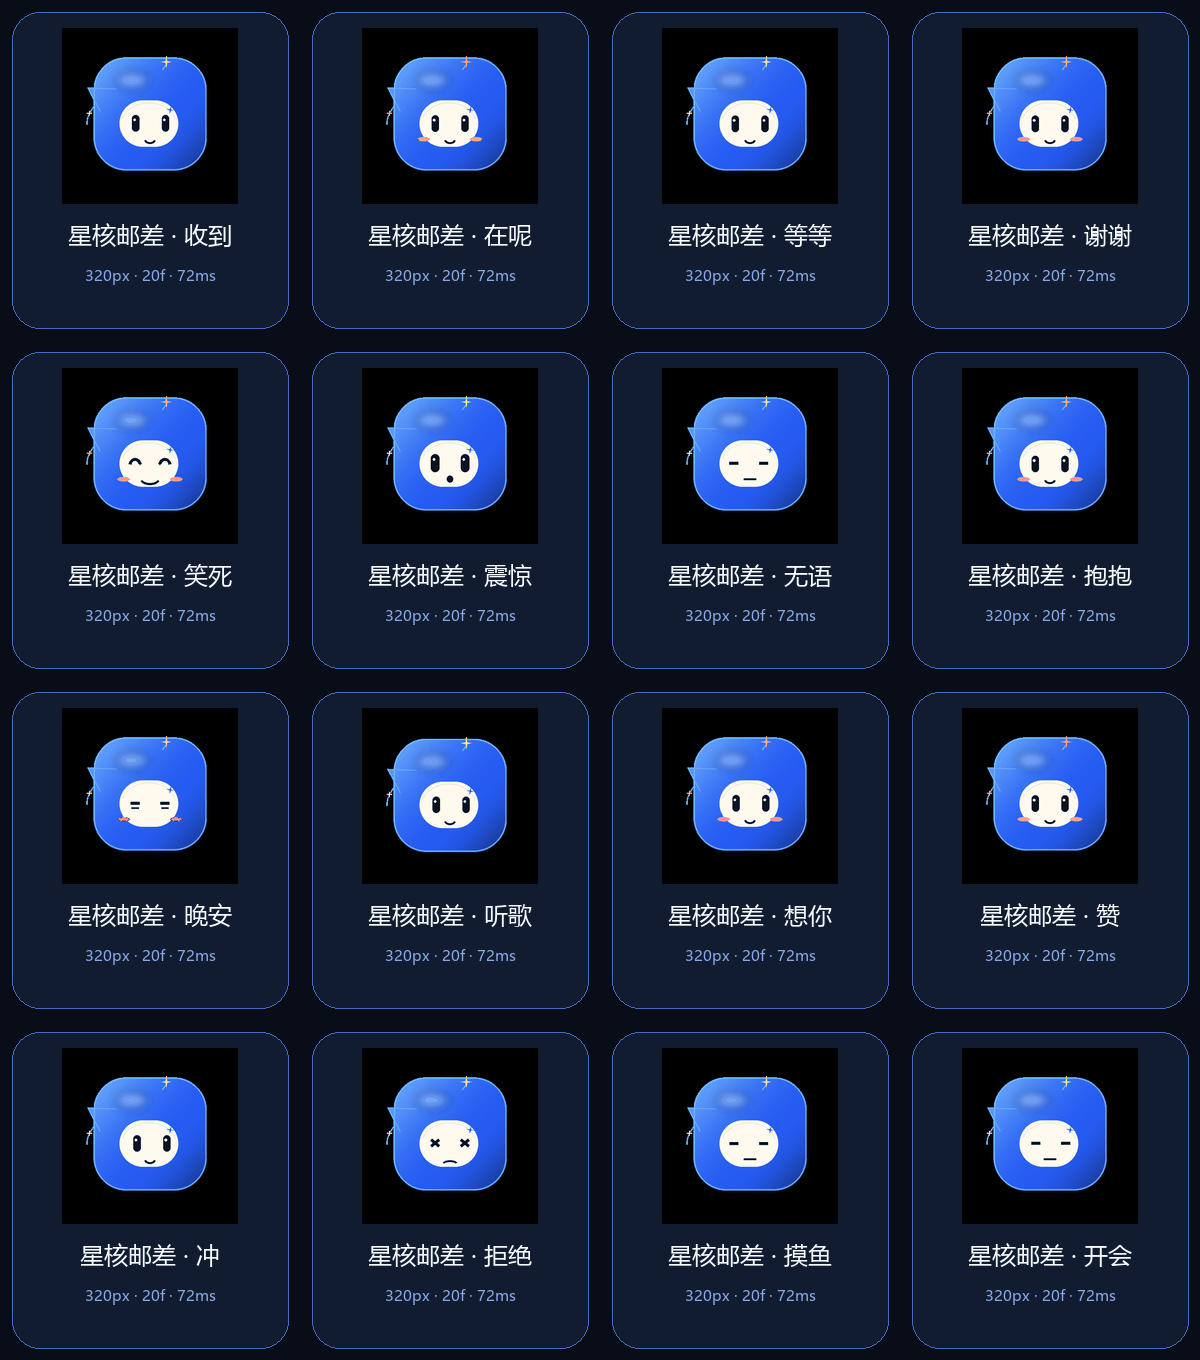 星核邮差 · 收到
320px · 20f · 72ms
星核邮差 · 在呢
320px · 20f · 72ms
星核邮差 · 等等
320px · 20f · 72ms
星核邮差 · 谢谢
320px · 20f · 72ms
星核邮差 · 笑死
320px · 20f · 72ms
星核邮差 · 震惊
320px · 20f · 72ms
星核邮差 · 无语
320px · 20f · 72ms
星核邮差 · 抱抱
320px · 20f · 72ms
星核邮差 · 晚安
320px · 20f · 72ms
星核邮差 · 听歌
320px · 20f · 72ms
星核邮差 · 想你
320px · 20f · 72ms
星核邮差 · 赞
320px · 20f · 72ms
星核邮差 · 冲
320px · 20f · 72ms
星核邮差 · 拒绝
320px · 20f · 72ms
星核邮差 · 摸鱼
320px · 20f · 72ms
星核邮差 · 开会
320px · 20f · 72ms